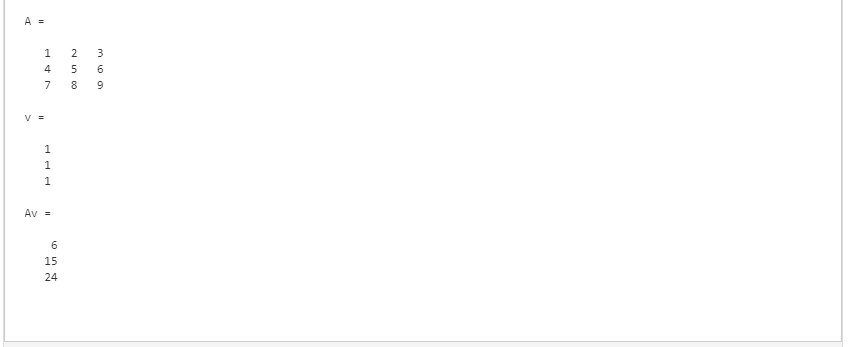 A =
1 2 3
4 5 6
7 8 9
v =
1
1
1
Av =
6
15
24